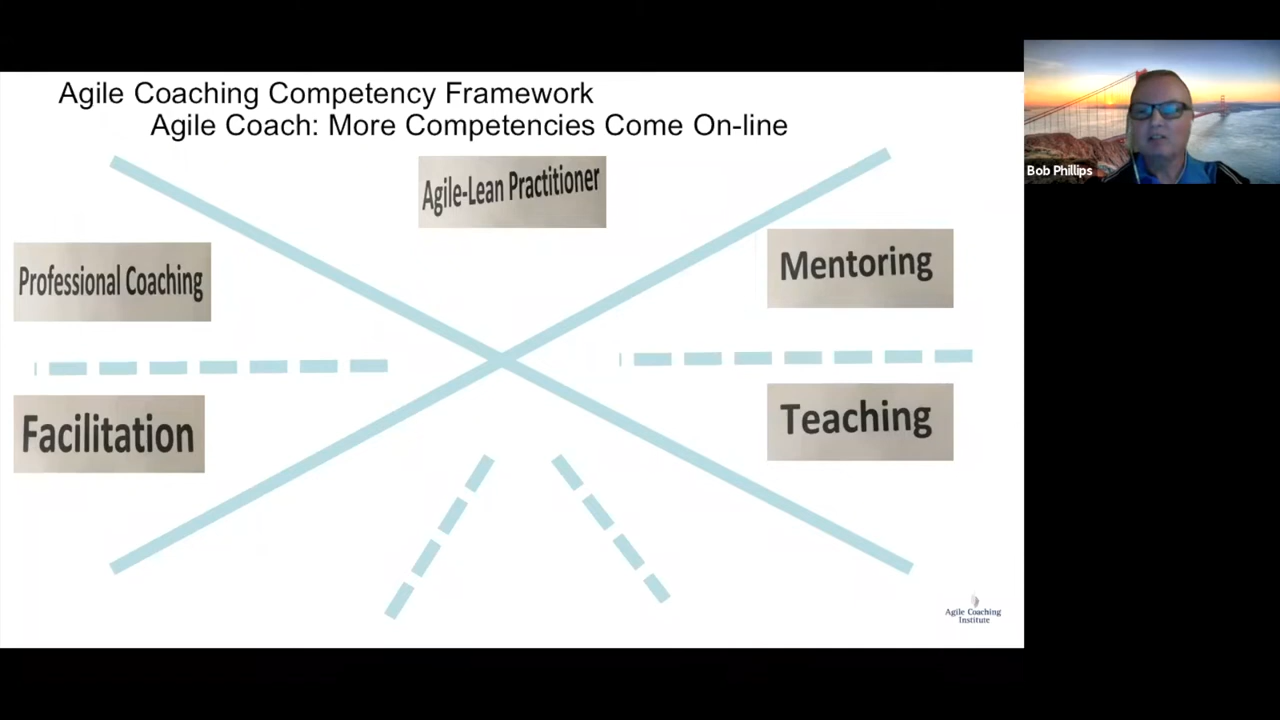 Agile Coaching Competency Framework
Agile Coach: More Competencies Come On-line
Agile-Lean Practitioner
Professional Coaching
Mentoring
Facilitation
Teaching
Agile Coaching
Institute
Bob Phillips